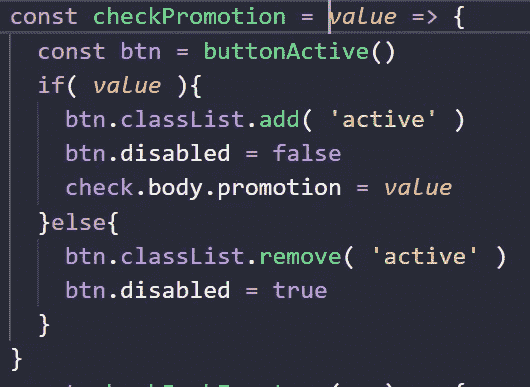 const checkPromotion = value => {
  const btn = buttonActive()
  if( value ){
    btn.classList.add( 'active' )
    btn.disabled = false
    check.body.promotion = value
  }else{
    btn.classList.remove( 'active' )
    btn.disabled = true
  }
}